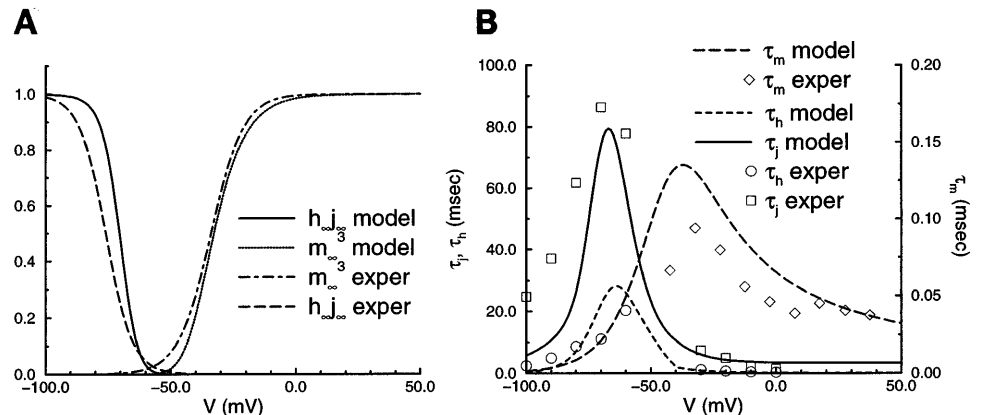 A
1.0
0.8
0.6
0.4
0.2
0.0
−100.0
−50.0
0.0
50.0
V (mV)
h∞j∞ model
m∞³ model
m∞³ exper
h∞j∞ exper
B
τm model
τm exper
τh model
τj model
τh exper
τj exper
100.0
80.0
60.0
40.0
20.0
0.0
τj, τh (msec)
−100.0
−50.0
0.0
50.0
V (mV)
0.20
0.15
0.10
0.05
0.00
τm (msec)